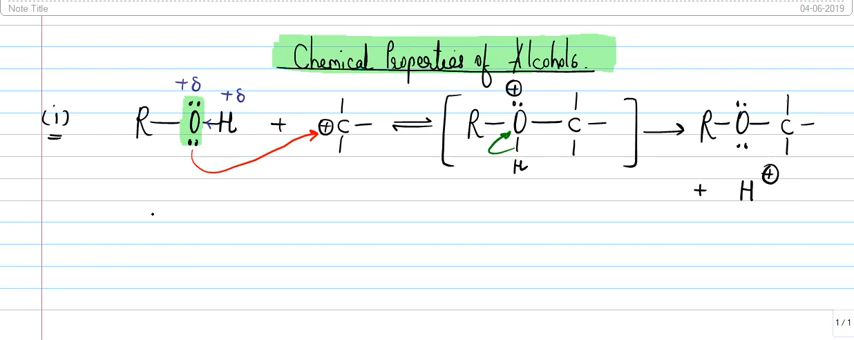 Note Title
04-06-2019
Chemical Properties of Alcohols.
+δ +δ
(i) R—Ö—H + ⊕C— ⇌ [R—Ö—C—] → R—Ö—C—
⊕
H
+ H⊕
1 / 1